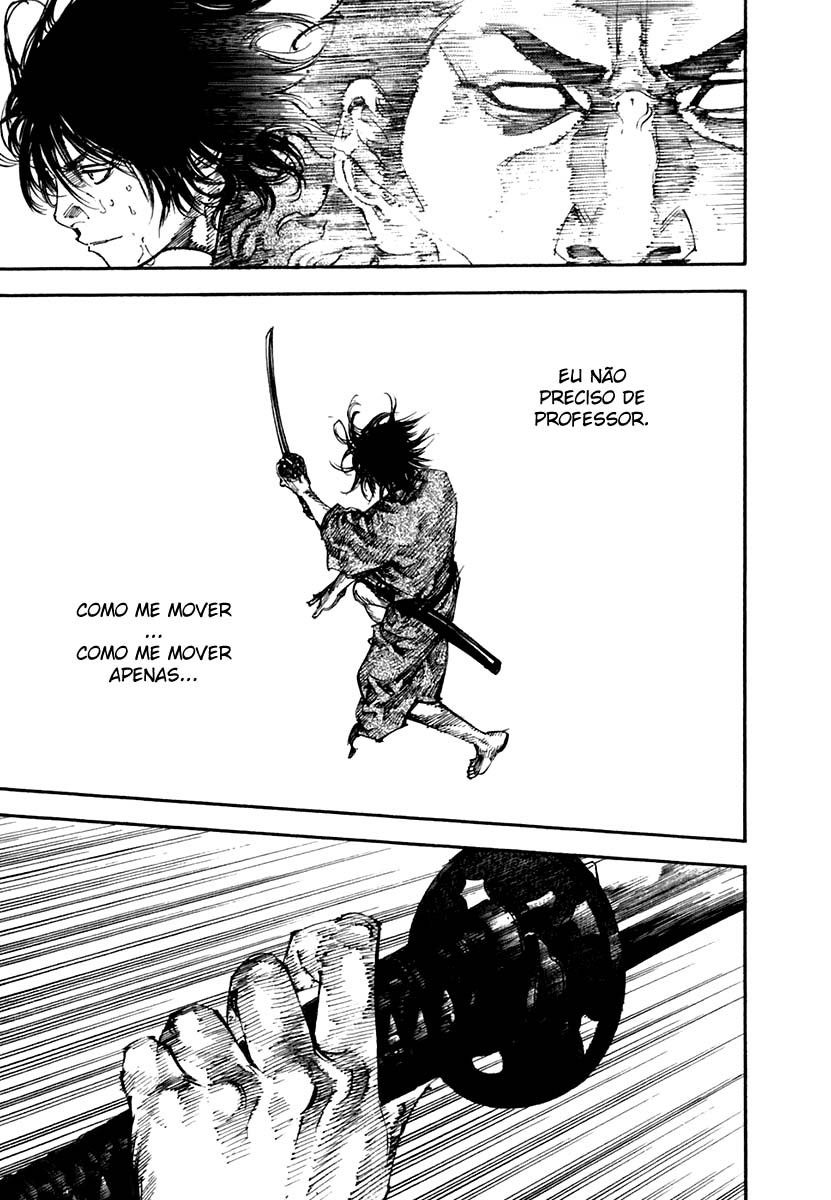 EU NÃO
PRECISO DE
PROFESSOR.
COMO ME MOVER
...
COMO ME MOVER
APENAS...